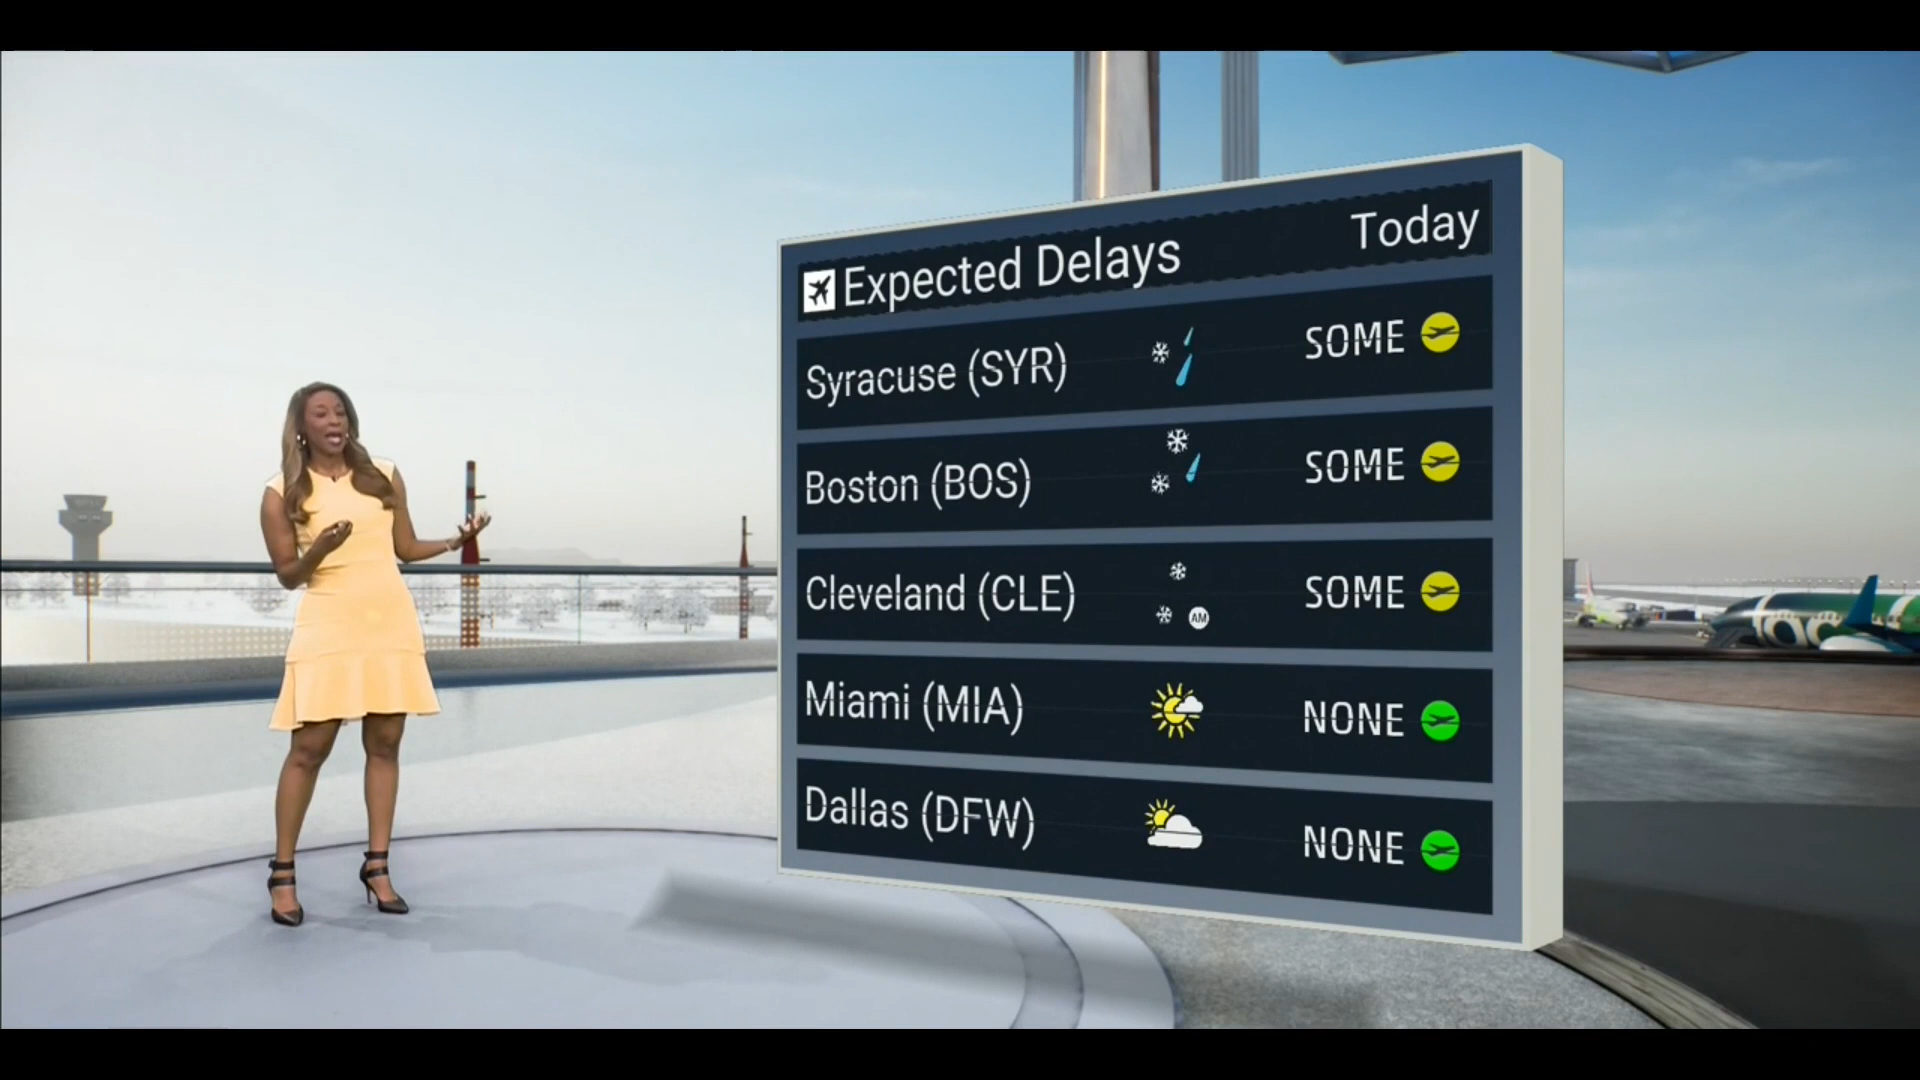 Expected Delays Today
Syracuse (SYR) SOME
Boston (BOS) SOME
Cleveland (CLE) AM SOME
Miami (MIA) NONE
Dallas (DFW) NONE